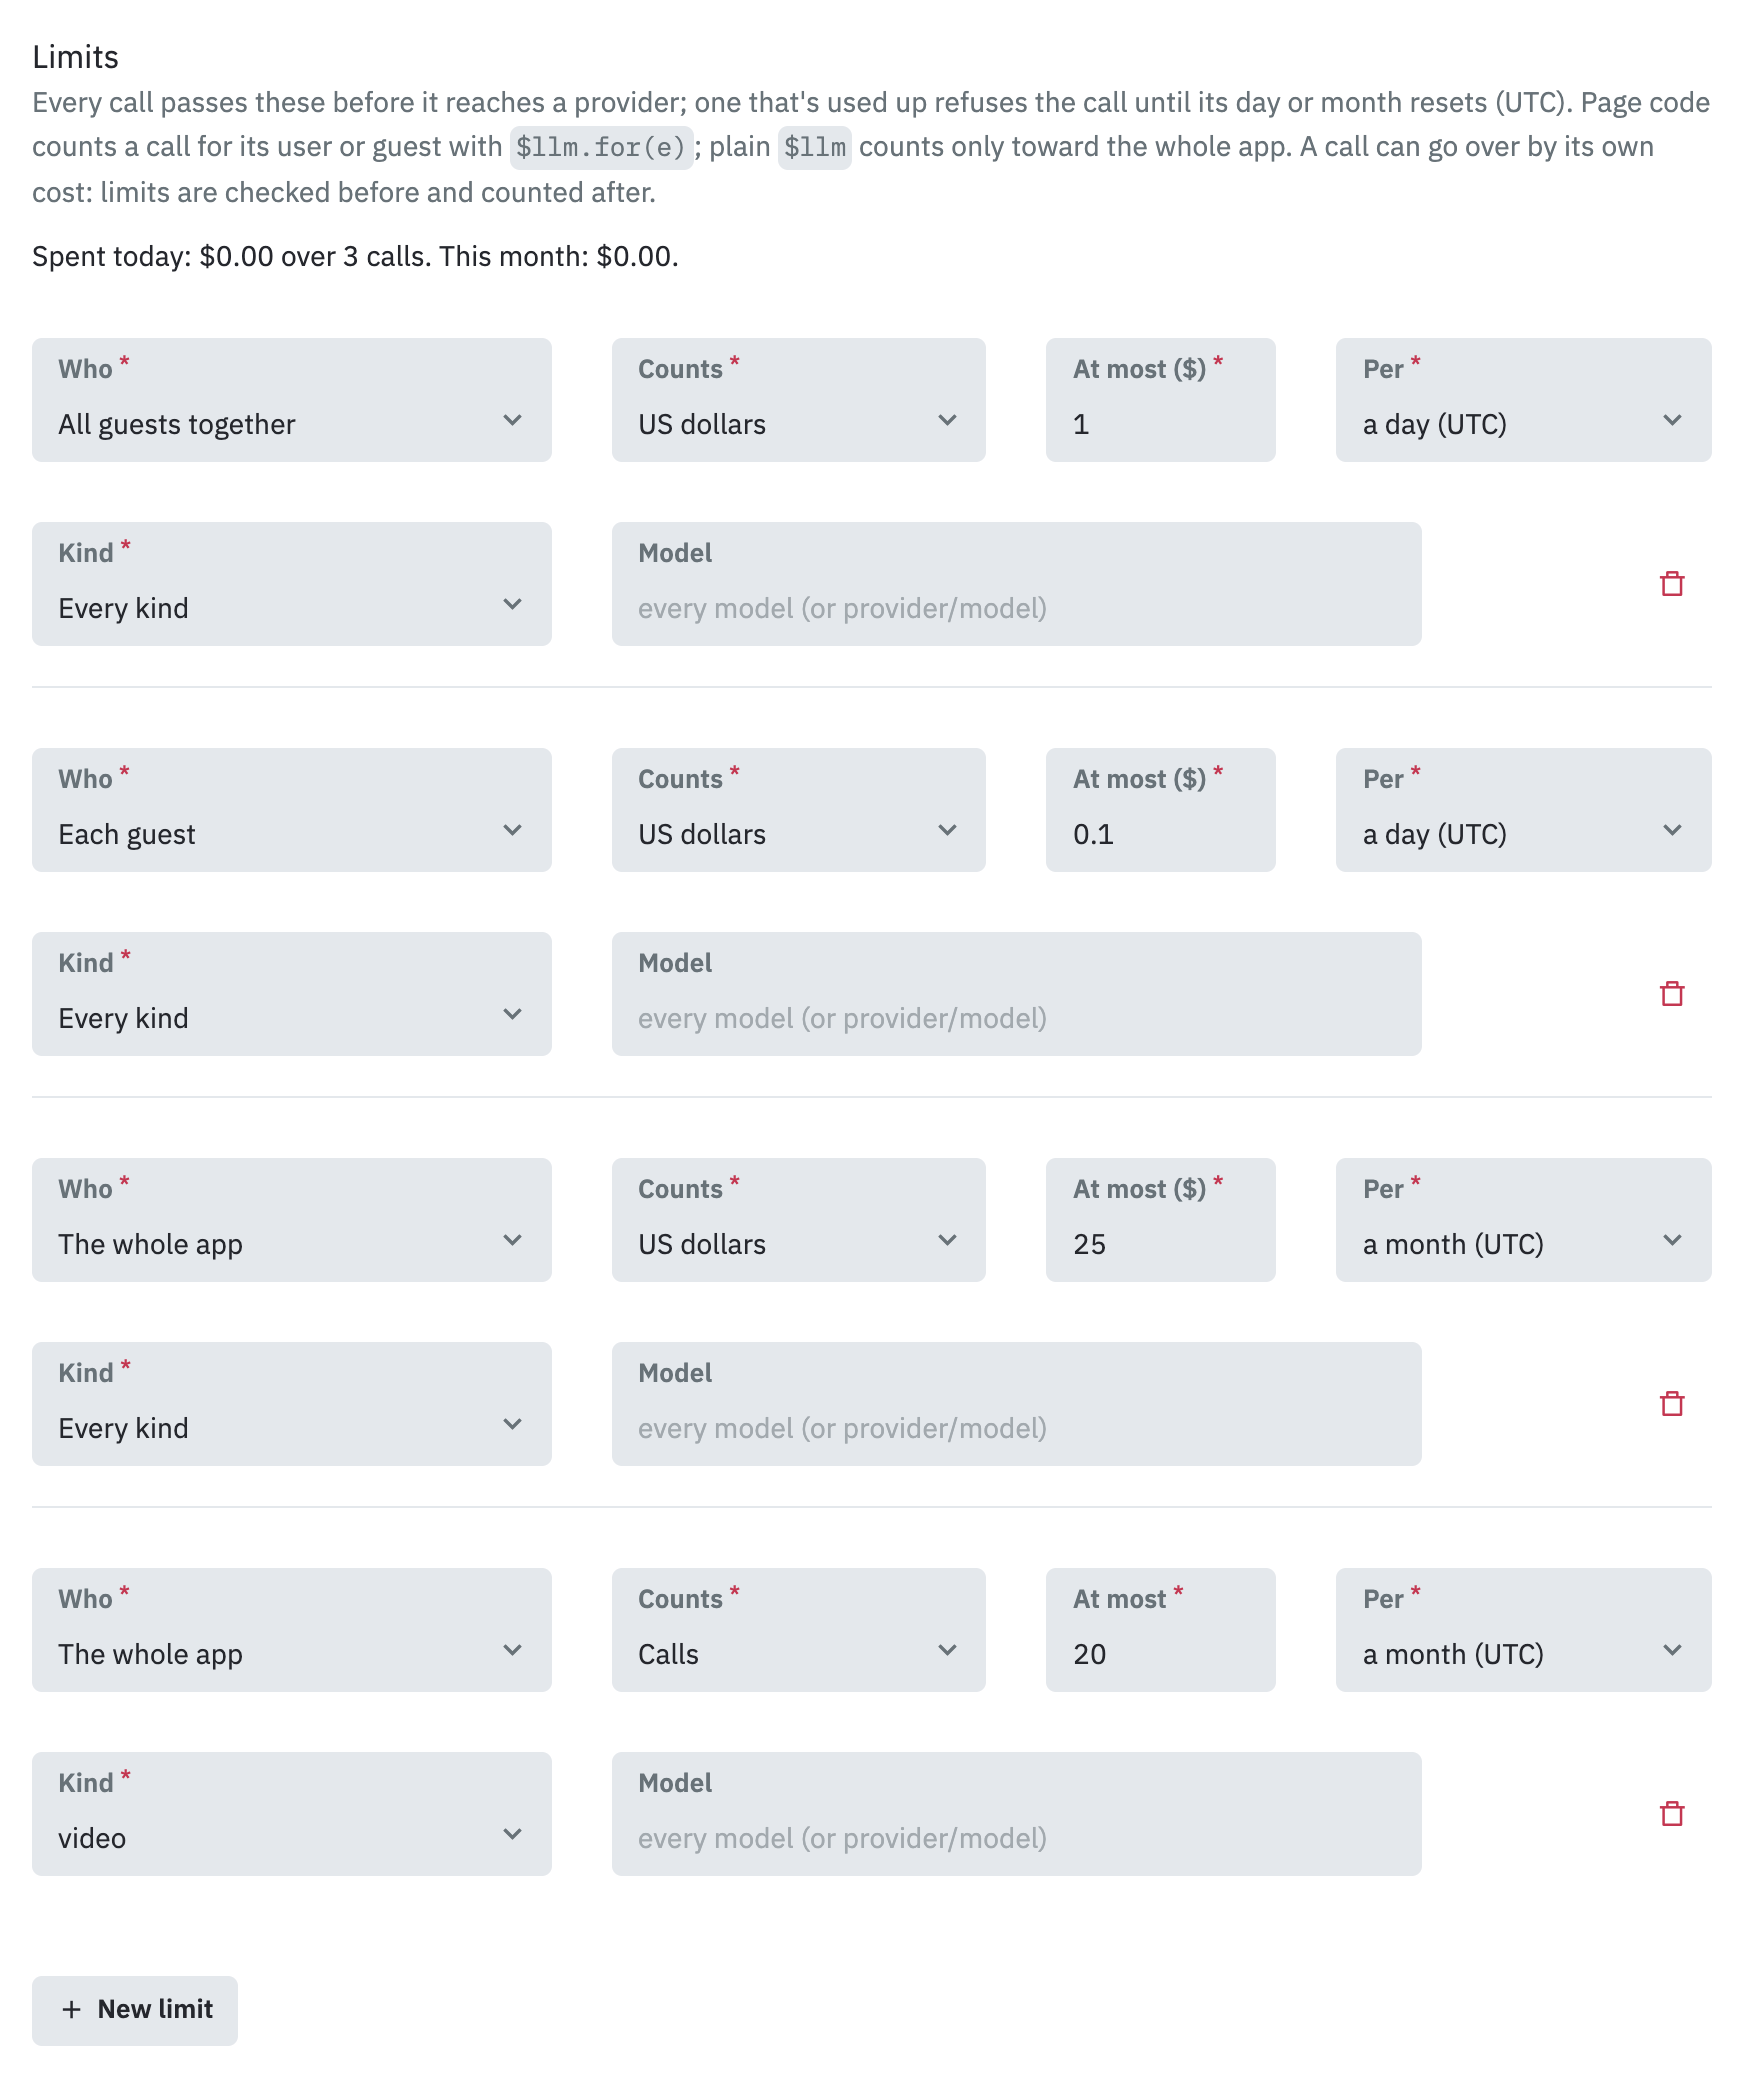 Limits
Every call passes these before it reaches a provider; one that's used up refuses the call until its day or month resets (UTC). Page code
counts a call for its user or guest with $llm.for(e); plain $llm counts only toward the whole app. A call can go over by its own
cost: limits are checked before and counted after.
Spent today: $0.00 over 3 calls. This month: $0.00.
Who * Counts * At most ($) * Per *
All guests together US dollars 1 a day (UTC)
Kind * Model
Every kind every model (or provider/model)
Who * Counts * At most ($) * Per *
Each guest US dollars 0.1 a day (UTC)
Kind * Model
Every kind every model (or provider/model)
Who * Counts * At most ($) * Per *
The whole app US dollars 25 a month (UTC)
Kind * Model
Every kind every model (or provider/model)
Who * Counts * At most * Per *
The whole app Calls 20 a month (UTC)
Kind * Model
video every model (or provider/model)
+ New limit